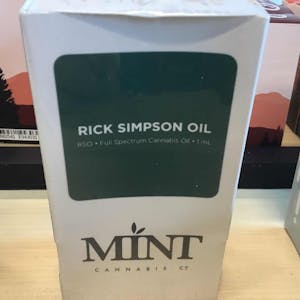 RICK SIMPSON OIL
RSO • Full Spectrum Cannabis Oil • 1 mL
MINT
CANNABIS CO